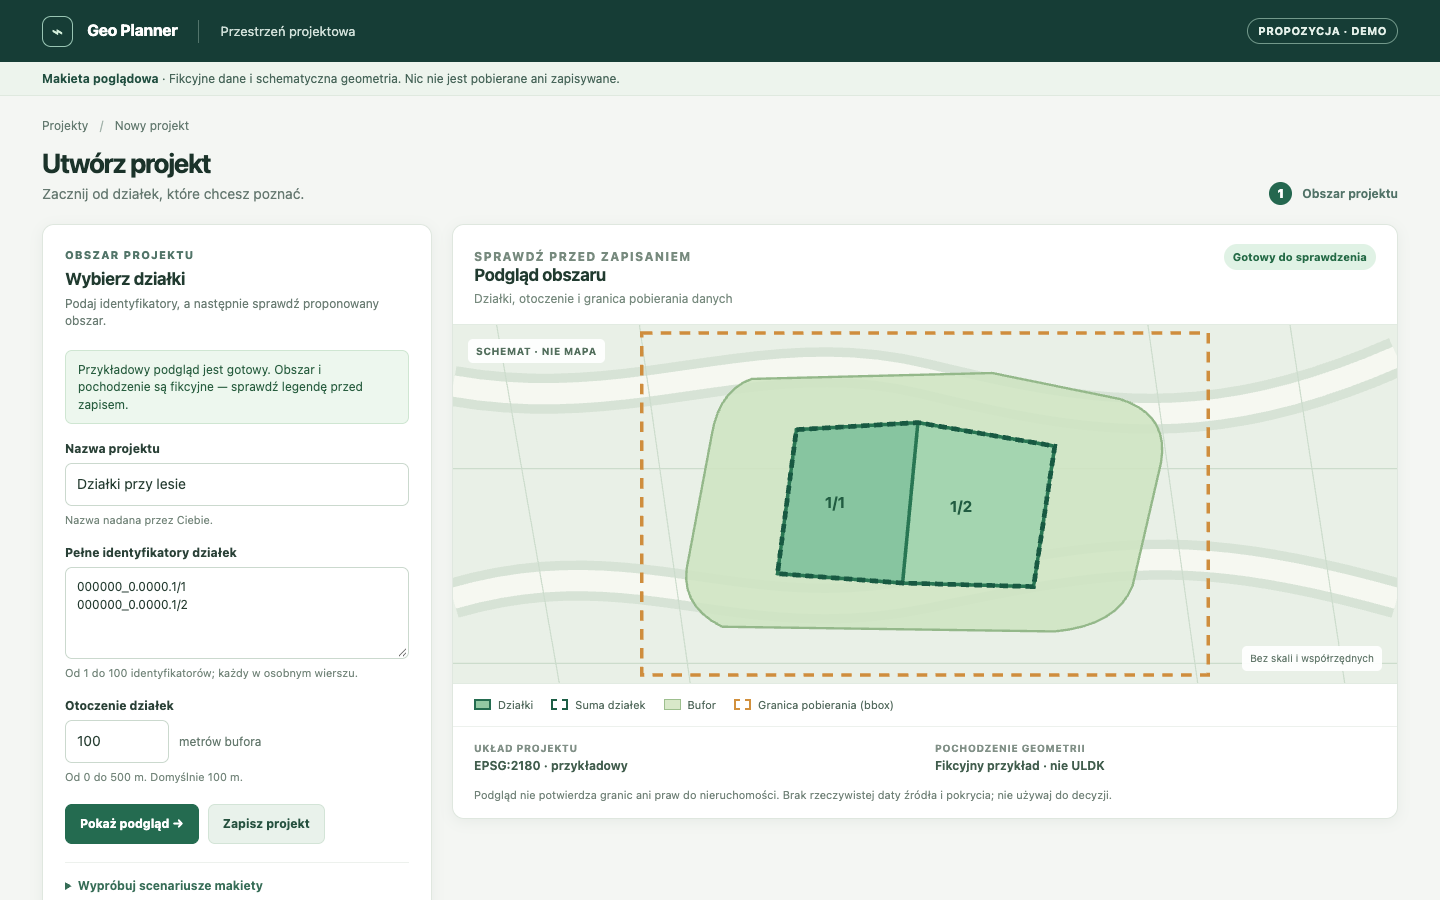 Geo Planner
Przestrzeń projektowa
PROPOZYCJA · DEMO
Makieta poglądowa · Fikcyjne dane i schematyczna geometria. Nic nie jest pobierane ani zapisywane.
Projekty / Nowy projekt
Utwórz projekt
Zacznij od działek, które chcesz poznać.
1 Obszar projektu
OBSZAR PROJEKTU
Wybierz działki
Podaj identyfikatory, a następnie sprawdź proponowany
obszar.
Przykładowy podgląd jest gotowy. Obszar i
pochodzenie są fikcyjne — sprawdź legendę przed
zapisem.
Nazwa projektu
Działki przy lesie
Nazwa nadana przez Ciebie.
Pełne identyfikatory działek
000000_0.0000.1/1
000000_0.0000.1/2
Od 1 do 100 identyfikatorów; każdy w osobnym wierszu.
Otoczenie działek
100 metrów bufora
Od 0 do 500 m. Domyślnie 100 m.
Pokaż podgląd →
Zapisz projekt
▶ Wypróbuj scenariusze makiety
SPRAWDŹ PRZED ZAPISANIEM
Podgląd obszaru
Działki, otoczenie i granica pobierania danych
Gotowy do sprawdzenia
SCHEMAT · NIE MAPA
1/1
1/2
Bez skali i współrzędnych
Działki
Suma działek
Bufor
Granica pobierania (bbox)
UKŁAD PROJEKTU
EPSG:2180 · przykładowy
POCHODZENIE GEOMETRII
Fikcyjny przykład · nie ULDK
Podgląd nie potwierdza granic ani praw do nieruchomości. Brak rzeczywistej daty źródła i pokrycia; nie używaj do decyzji.